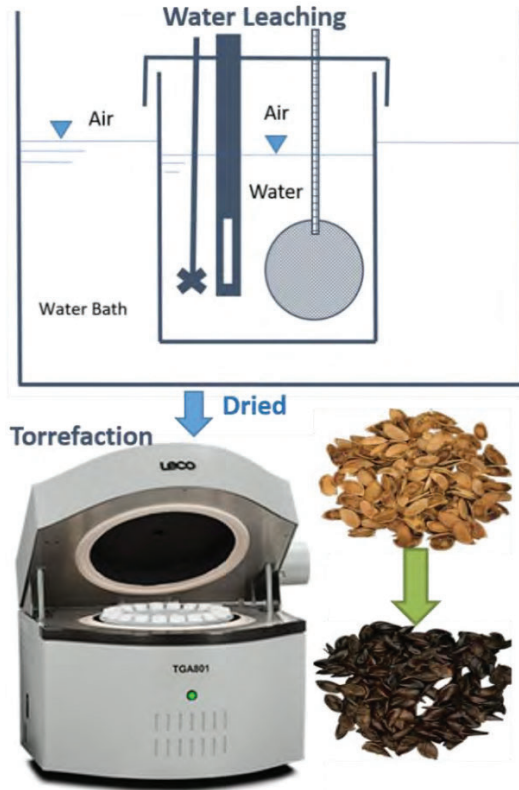 Water Leaching
Air
Air
Water
Water Bath
Dried
Torrefaction
LECO
TGA801